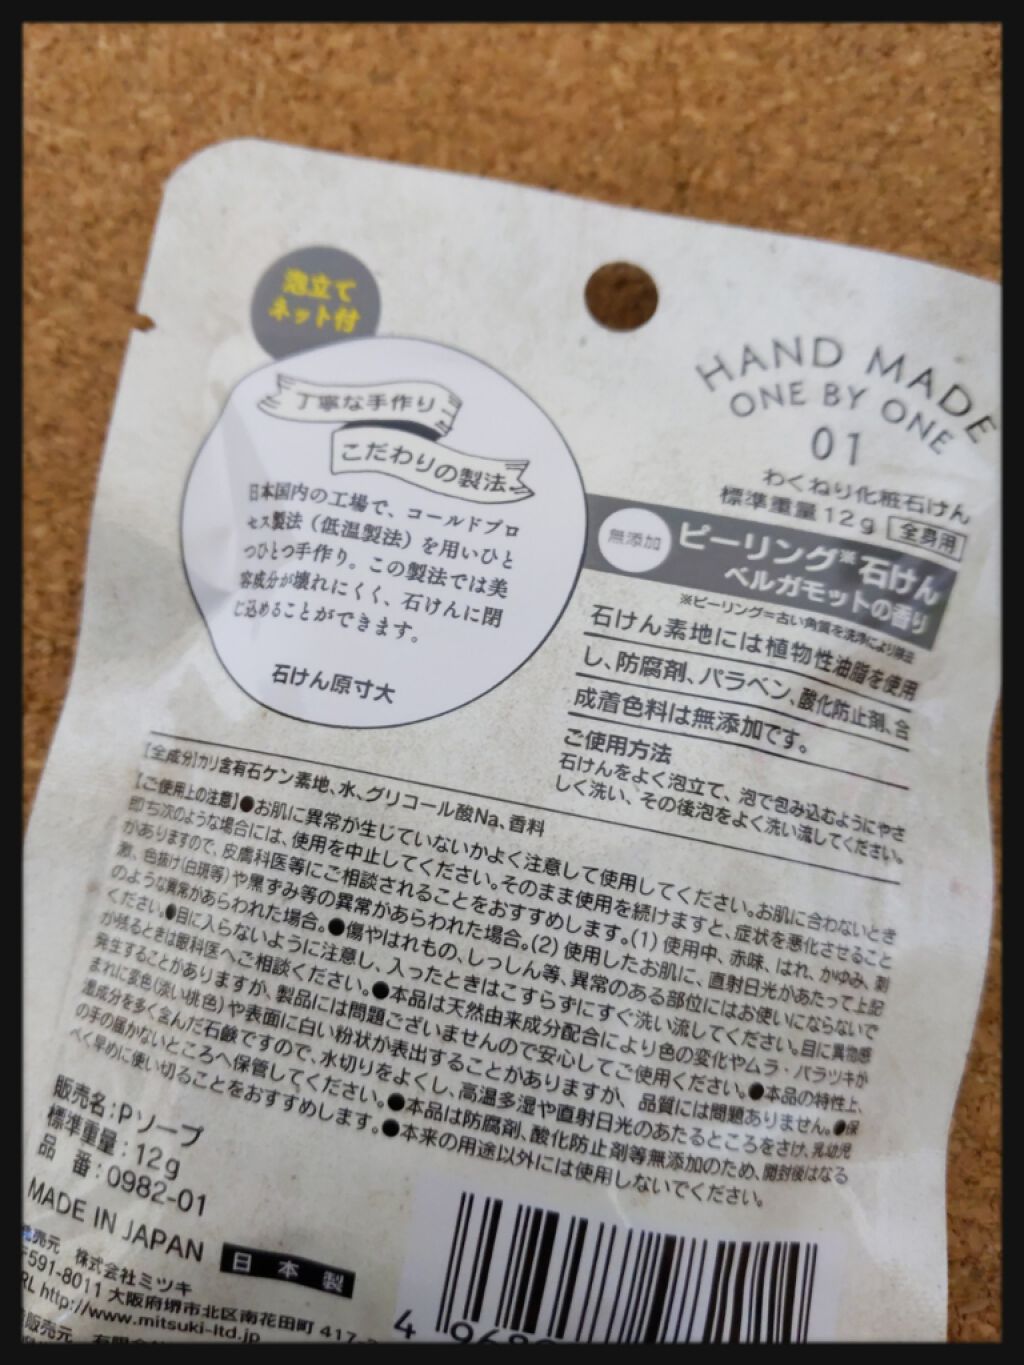 泡立て
ネット付
丁寧な手作り
こだわりの製法
日本国内の工場で、コールドプロ
セス製法（低温製法）を用いひと
つひとつ手作り。この製法では美
容成分が壊れにくく、石けんに閉
じ込めることができます。
石けん原寸大
HAND MADE
ONE BY ONE
01
わくねり化粧石けん
標準重量12g 全身用
無添加
ピーリング※石けん
ベルガモットの香り
※ピーリング=古い角質を洗浄により除去
石けん素地には植物性油脂を使用
し、防腐剤、パラベン、酸化防止剤、合
成着色料は無添加です。
ご使用方法
石けんをよく泡立て、泡で包み込むようにやさ
しく洗い、その後泡をよく洗い流してください。
【全成分】カリ含有石ケン素地、水、グリコール酸Na、香料
【ご使用上の注意】●お肌に異常が生じていないかよく注意して使用してください。お肌に合わないとき
即ち次のような場合には、使用を中止してください。そのまま使用を続けますと、症状を悪化させること
がありますので、皮膚科医等にご相談されることをおすすめします。(1) 使用中、赤味、はれ、かゆみ、刺
激、色抜け(白斑等)や黒ずみ等の異常があらわれた場合。(2) 使用したお肌に、直射日光があたって上記
のような異常があらわれた場合。●傷やはれもの、しっしん等、異常のある部位にはお使いにならないで
ください。●目に入らないように注意し、入ったときはこすらずにすぐ洗い流してください。目に異物感
が残るときは眼科医へご相談ください。●本品は天然由来成分配合により色の変化やムラ・バラツキが
発生することがありますが、製品には問題ございませんので安心してご使用ください。●本品の特性上、
まれに変色(淡い桃色)や表面に白い粉状が表出することがありますが、品質には問題ありません。●保
湿成分を多く含んだ石鹸ですので、水切りをよくし、高温多湿や直射日光のあたるところをさけ、乳幼児
の手の届かないところへ保管してください。●本品は防腐剤、酸化防止剤等無添加のため、開封後はなる
べく早めに使い切ることをおすすめします。●本来の用途以外には使用しないでください。
販売名:Pソープ
標準重量:12g
品 番:0982-01
MADE IN JAPAN 日本製
売元 株式会社ミツキ
〒591-8011 大阪府堺市北区南花田町 417-
RL http://www.mitsuki-ltd.jp
販売元 有限会
4 968